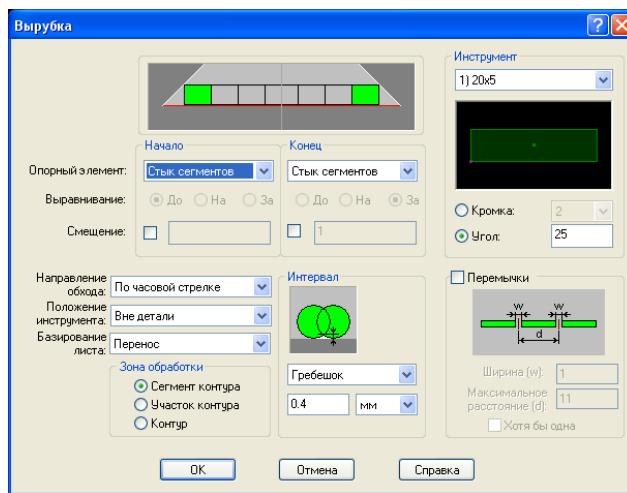 Вырубка
Инструмент
1) 20x5
Начало
Конец
Опорный элемент:
Стык сегментов
Стык сегментов
Выравнивание:
До
На
За
До
На
За
Смещение:
1
Кромка:
2
Угол:
25
Направление обхода:
По часовой стрелке
Положение инструмента:
Вне детали
Базирование листа:
Перенос
Зона обработки
Сегмент контура
Участок контура
Контур
Интервал
Гребешок
0.4
мм
Перемычки
w
w
d
Ширина (w):
1
Максимальное расстояние (d):
11
Хотя бы одна
OK
Отмена
Справка